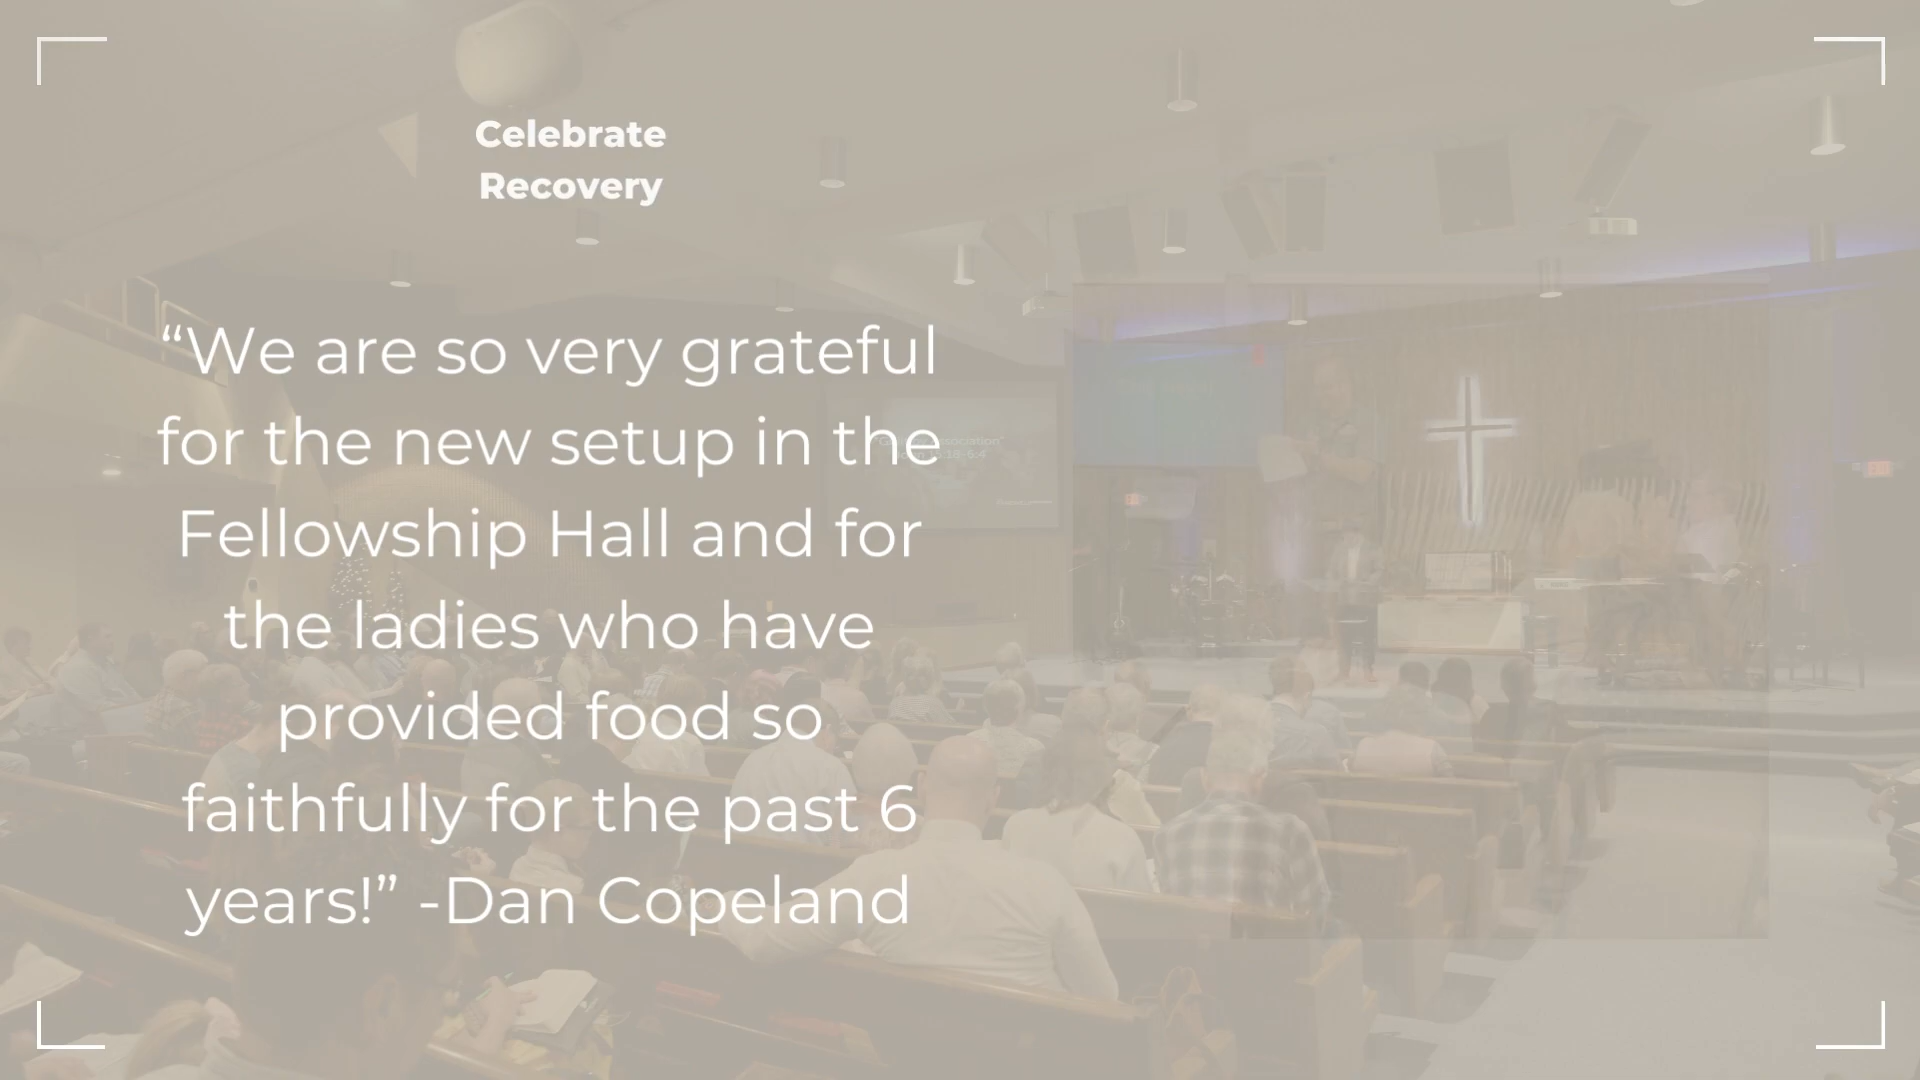 Celebrate
Recovery
“We are so very grateful
for the new setup in the
Fellowship Hall and for
the ladies who have
provided food so
faithfully for the past 6
years!” -Dan Copeland